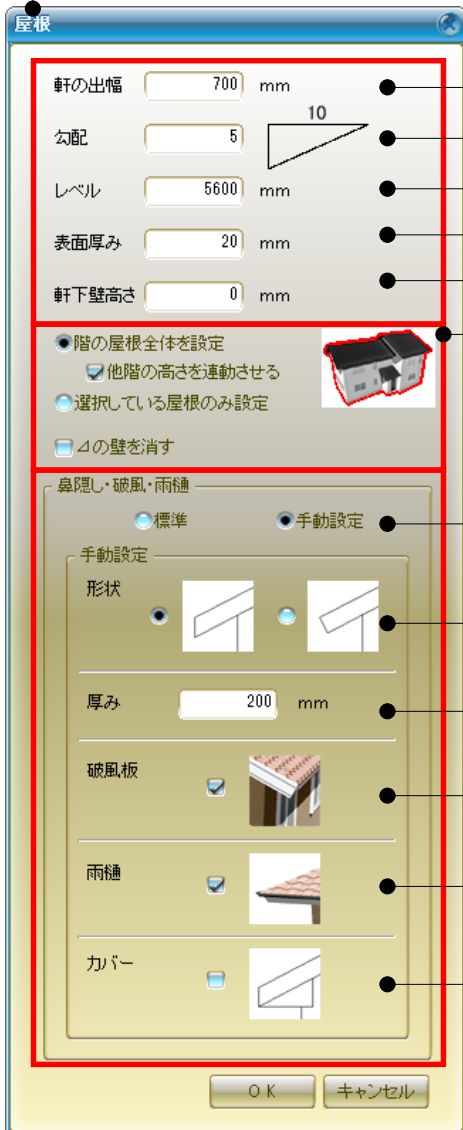 屋根
軒の出幅 700 mm
10
勾配 5
レベル 5600 mm
表面厚み 20 mm
軒下壁高さ 0 mm
階の屋根全体を設定
他階の高さを連動させる
選択している屋根のみ設定
⊿の壁を消す
鼻隠し・破風・雨樋
標準 手動設定
手動設定
形状
厚み 200 mm
破風板
雨樋
カバー
OK キャンセル